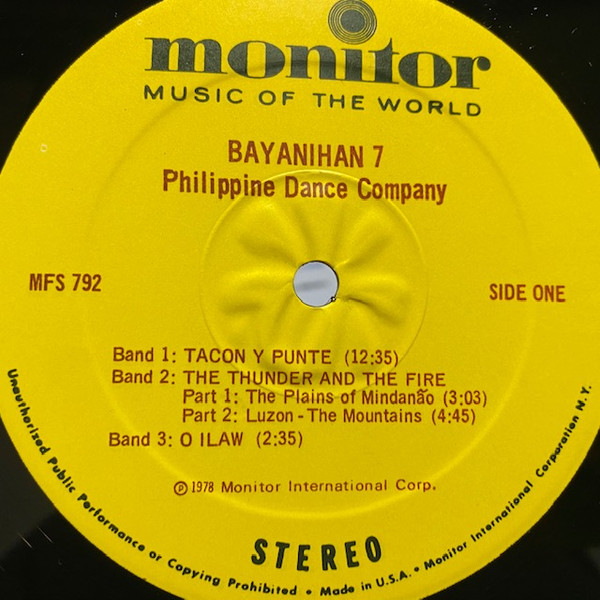 monitor
MUSIC OF THE WORLD
BAYANIHAN 7
Philippine Dance Company
MFS 792
SIDE ONE
Band 1: TACON Y PUNTE (12:35)
Band 2: THE THUNDER AND THE FIRE
Part 1: The Plains of Mindanão (3:03)
Part 2: Luzon - The Mountains (4:45)
Band 3: O ILAW (2:35)
℗ 1978 Monitor International Corp.
STEREO
Unauthorized Public Performance or Copying Prohibited • Made in U.S.A. • Monitor International Corporation N.Y.